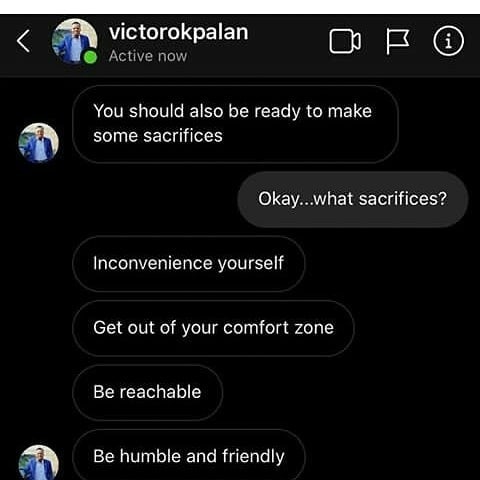 victorokpalan
Active now
You should also be ready to make
some sacrifices
Okay...what sacrifices?
Inconvenience yourself
Get out of your comfort zone
Be reachable
Be humble and friendly